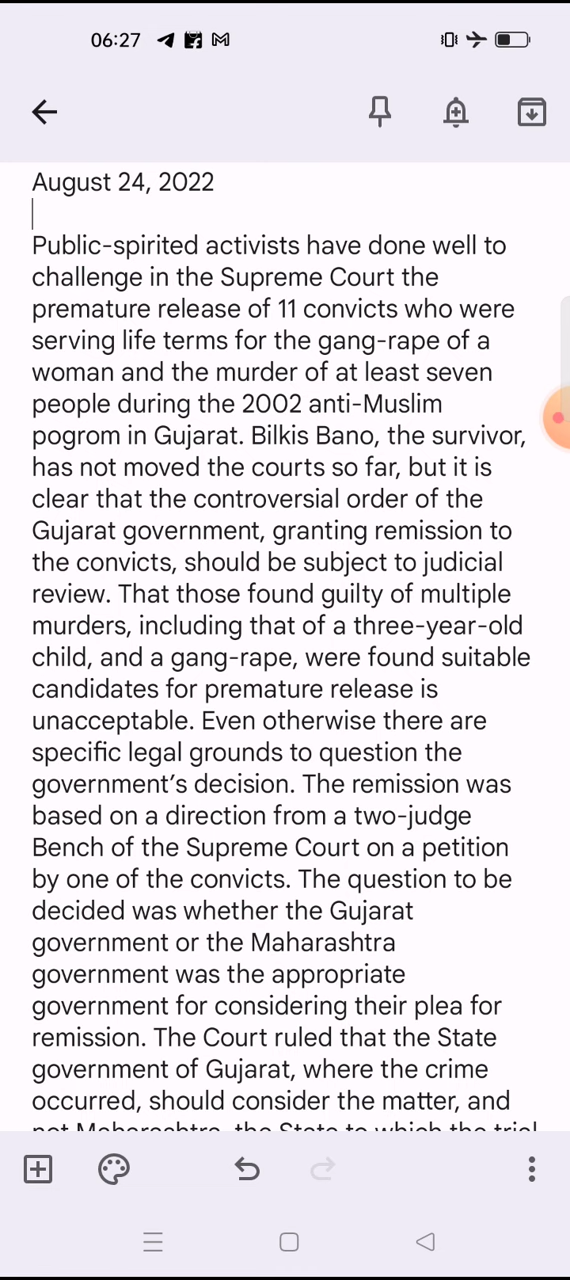 06:27
August 24, 2022
Public-spirited activists have done well to
challenge in the Supreme Court the
premature release of 11 convicts who were
serving life terms for the gang-rape of a
woman and the murder of at least seven
people during the 2002 anti-Muslim
pogrom in Gujarat. Bilkis Bano, the survivor,
has not moved the courts so far, but it is
clear that the controversial order of the
Gujarat government, granting remission to
the convicts, should be subject to judicial
review. That those found guilty of multiple
murders, including that of a three-year-old
child, and a gang-rape, were found suitable
candidates for premature release is
unacceptable. Even otherwise there are
specific legal grounds to question the
government’s decision. The remission was
based on a direction from a two-judge
Bench of the Supreme Court on a petition
by one of the convicts. The question to be
decided was whether the Gujarat
government or the Maharashtra
government was the appropriate
government for considering their plea for
remission. The Court ruled that the State
government of Gujarat, where the crime
occurred, should consider the matter, and
not Maharashtra, the State to which the trial